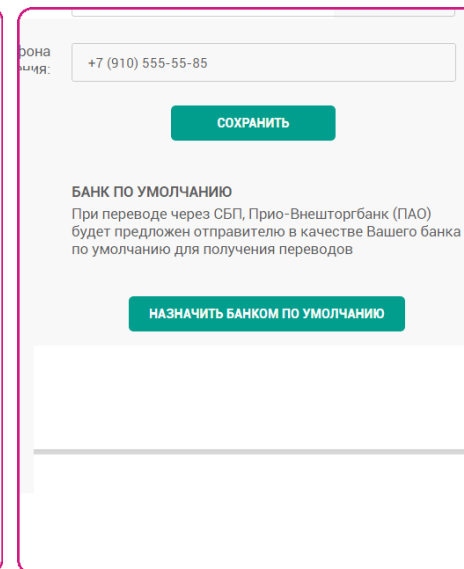 +7 (910) 555-55-85
СОХРАНИТЬ
БАНК ПО УМОЛЧАНИЮ
При переводе через СБП, Прио-Внешторгбанк (ПАО)
будет предложен отправителю в качестве Вашего банка
по умолчанию для получения переводов
НАЗНАЧИТЬ БАНКОМ ПО УМОЛЧАНИЮ